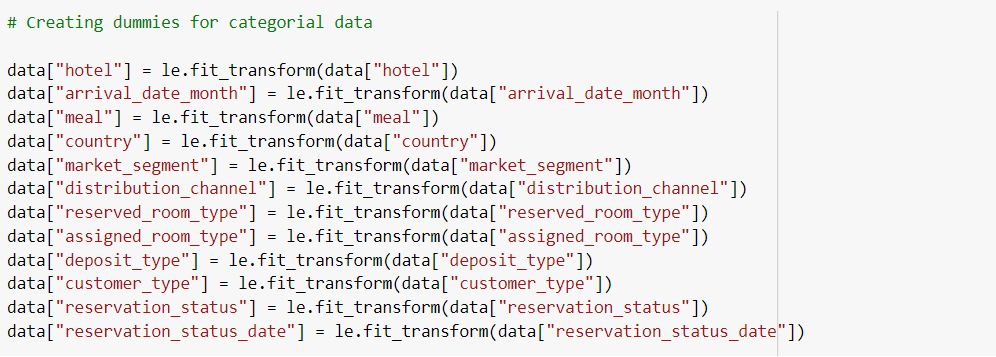 # Creating dummies for categorial data
data["hotel"] = le.fit_transform(data["hotel"])
data["arrival_date_month"] = le.fit_transform(data["arrival_date_month"])
data["meal"] = le.fit_transform(data["meal"])
data["country"] = le.fit_transform(data["country"])
data["market_segment"] = le.fit_transform(data["market_segment"])
data["distribution_channel"] = le.fit_transform(data["distribution_channel"])
data["reserved_room_type"] = le.fit_transform(data["reserved_room_type"])
data["assigned_room_type"] = le.fit_transform(data["assigned_room_type"])
data["deposit_type"] = le.fit_transform(data["deposit_type"])
data["customer_type"] = le.fit_transform(data["customer_type"])
data["reservation_status"] = le.fit_transform(data["reservation_status"])
data["reservation_status_date"] = le.fit_transform(data["reservation_status_date"])